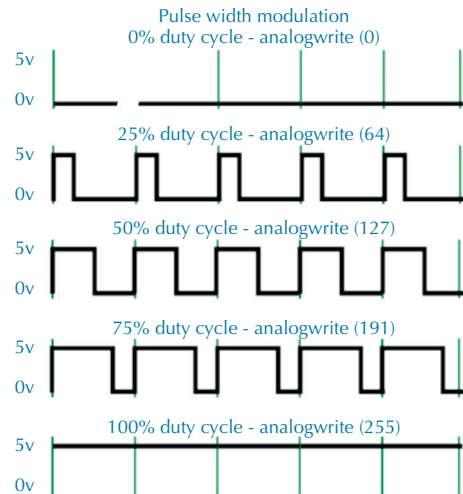 Pulse width modulation
0% duty cycle - analogwrite (0)
5v
0v
25% duty cycle - analogwrite (64)
5v
0v
50% duty cycle - analogwrite (127)
5v
0v
75% duty cycle - analogwrite (191)
5v
0v
100% duty cycle - analogwrite (255)
5v
0v